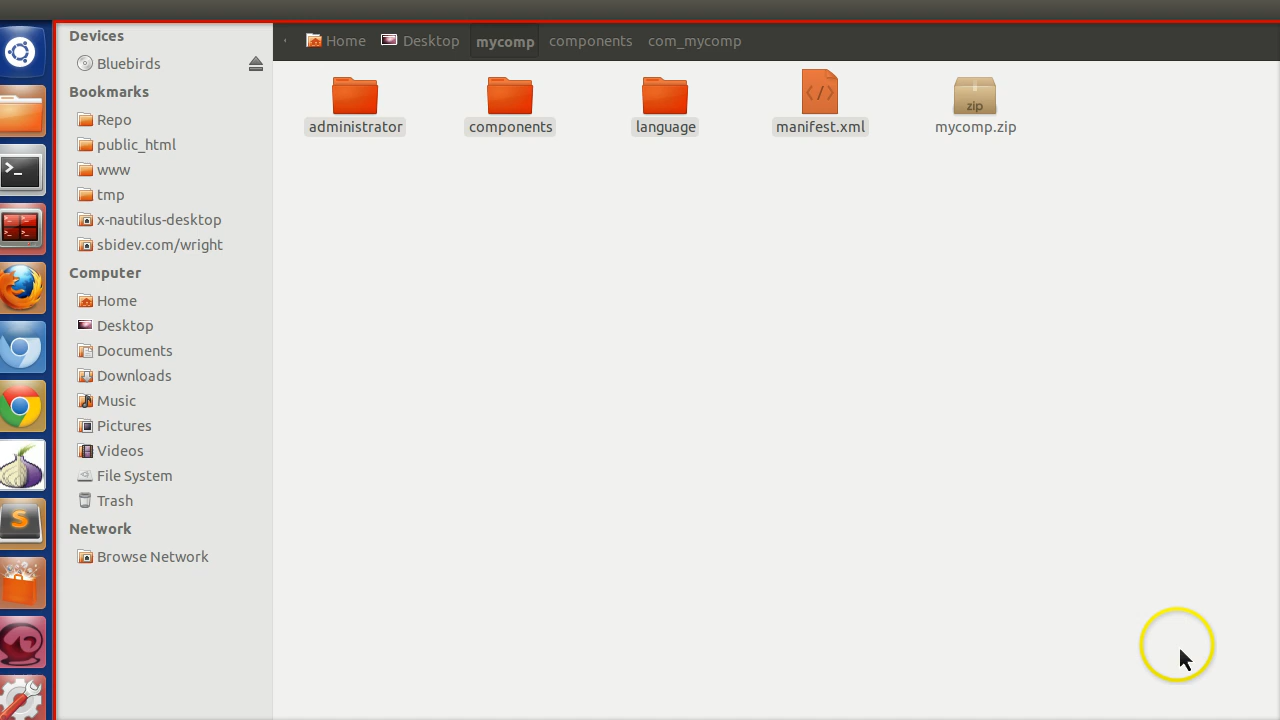 Devices
Bluebirds
Bookmarks
Repo
public_html
www
tmp
x-nautilus-desktop
sbidev.com/wright
Computer
Home
Desktop
Documents
Downloads
Music
Pictures
Videos
File System
Trash
Network
Browse Network
Home Desktop mycomp components com_mycomp
administrator components language manifest.xml mycomp.zip
</>
zip
>_
S